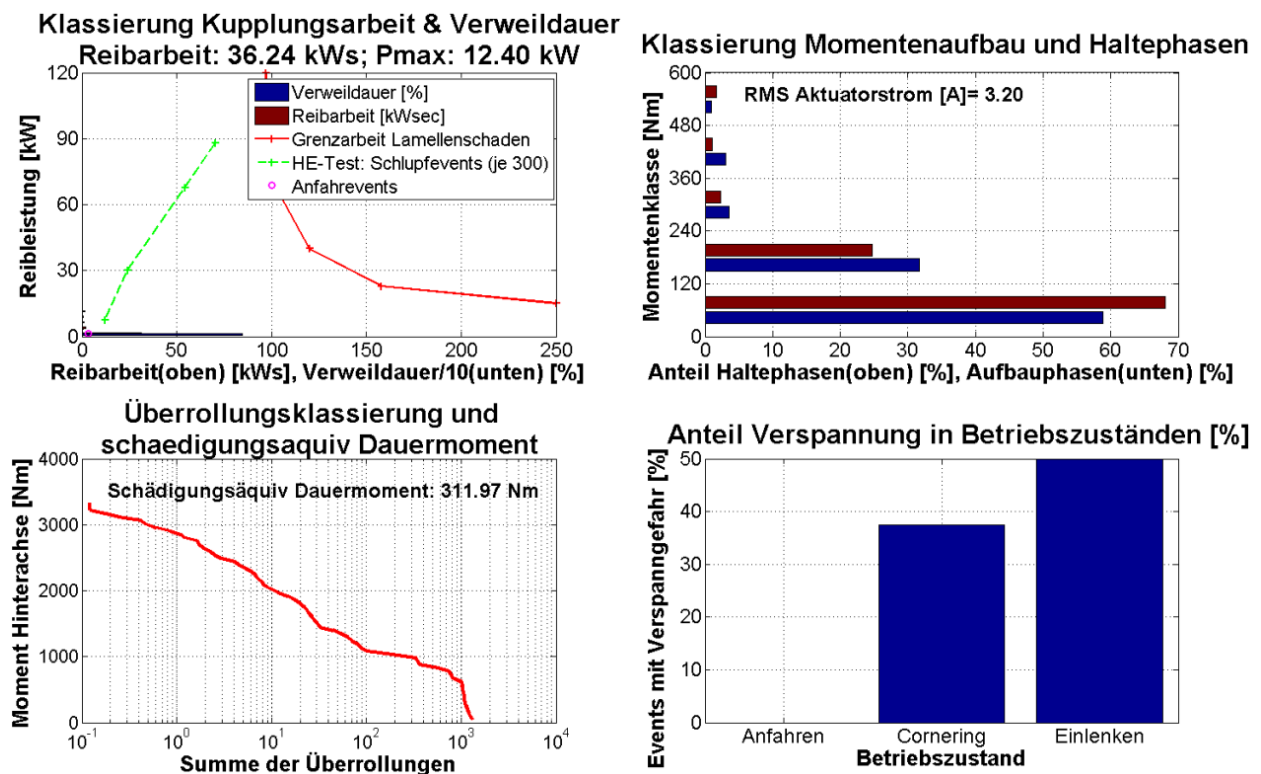 Klassierung Kupplungsarbeit & Verweildauer
Reibarbeit: 36.24 kWs; Pmax: 12.40 kW
120
90
60
30
0
Reibleistung [kW]
Verweildauer [%]
Reibarbeit [kWsec]
Grenzarbeit Lamellenschaden
HE-Test: Schlupfevents (je 300)
Anfahrevents
0 50 100 150 200 250
Reibarbeit(oben) [kWs], Verweildauer/10(unten) [%]
Klassierung Momentenaufbau und Haltephasen
RMS Aktuatorstrom [A]= 3.20
600
480
360
240
120
0
Momentenklasse [Nm]
0 10 20 30 40 50 60 70
Anteil Haltephasen(oben) [%], Aufbauphasen(unten) [%]
Überrollungsklassierung und
schaedigungsaquiv Dauermoment
Schädigungsäquiv Dauermoment: 311.97 Nm
4000
3000
2000
1000
0
Moment Hinterachse [Nm]
10^-1 10^0 10^1 10^2 10^3 10^4
Summe der Überrollungen
Anteil Verspannung in Betriebszuständen [%]
50
40
30
20
10
0
Events mit Verspanngefahr [%]
Anfahren Cornering Einlenken
Betriebszustand